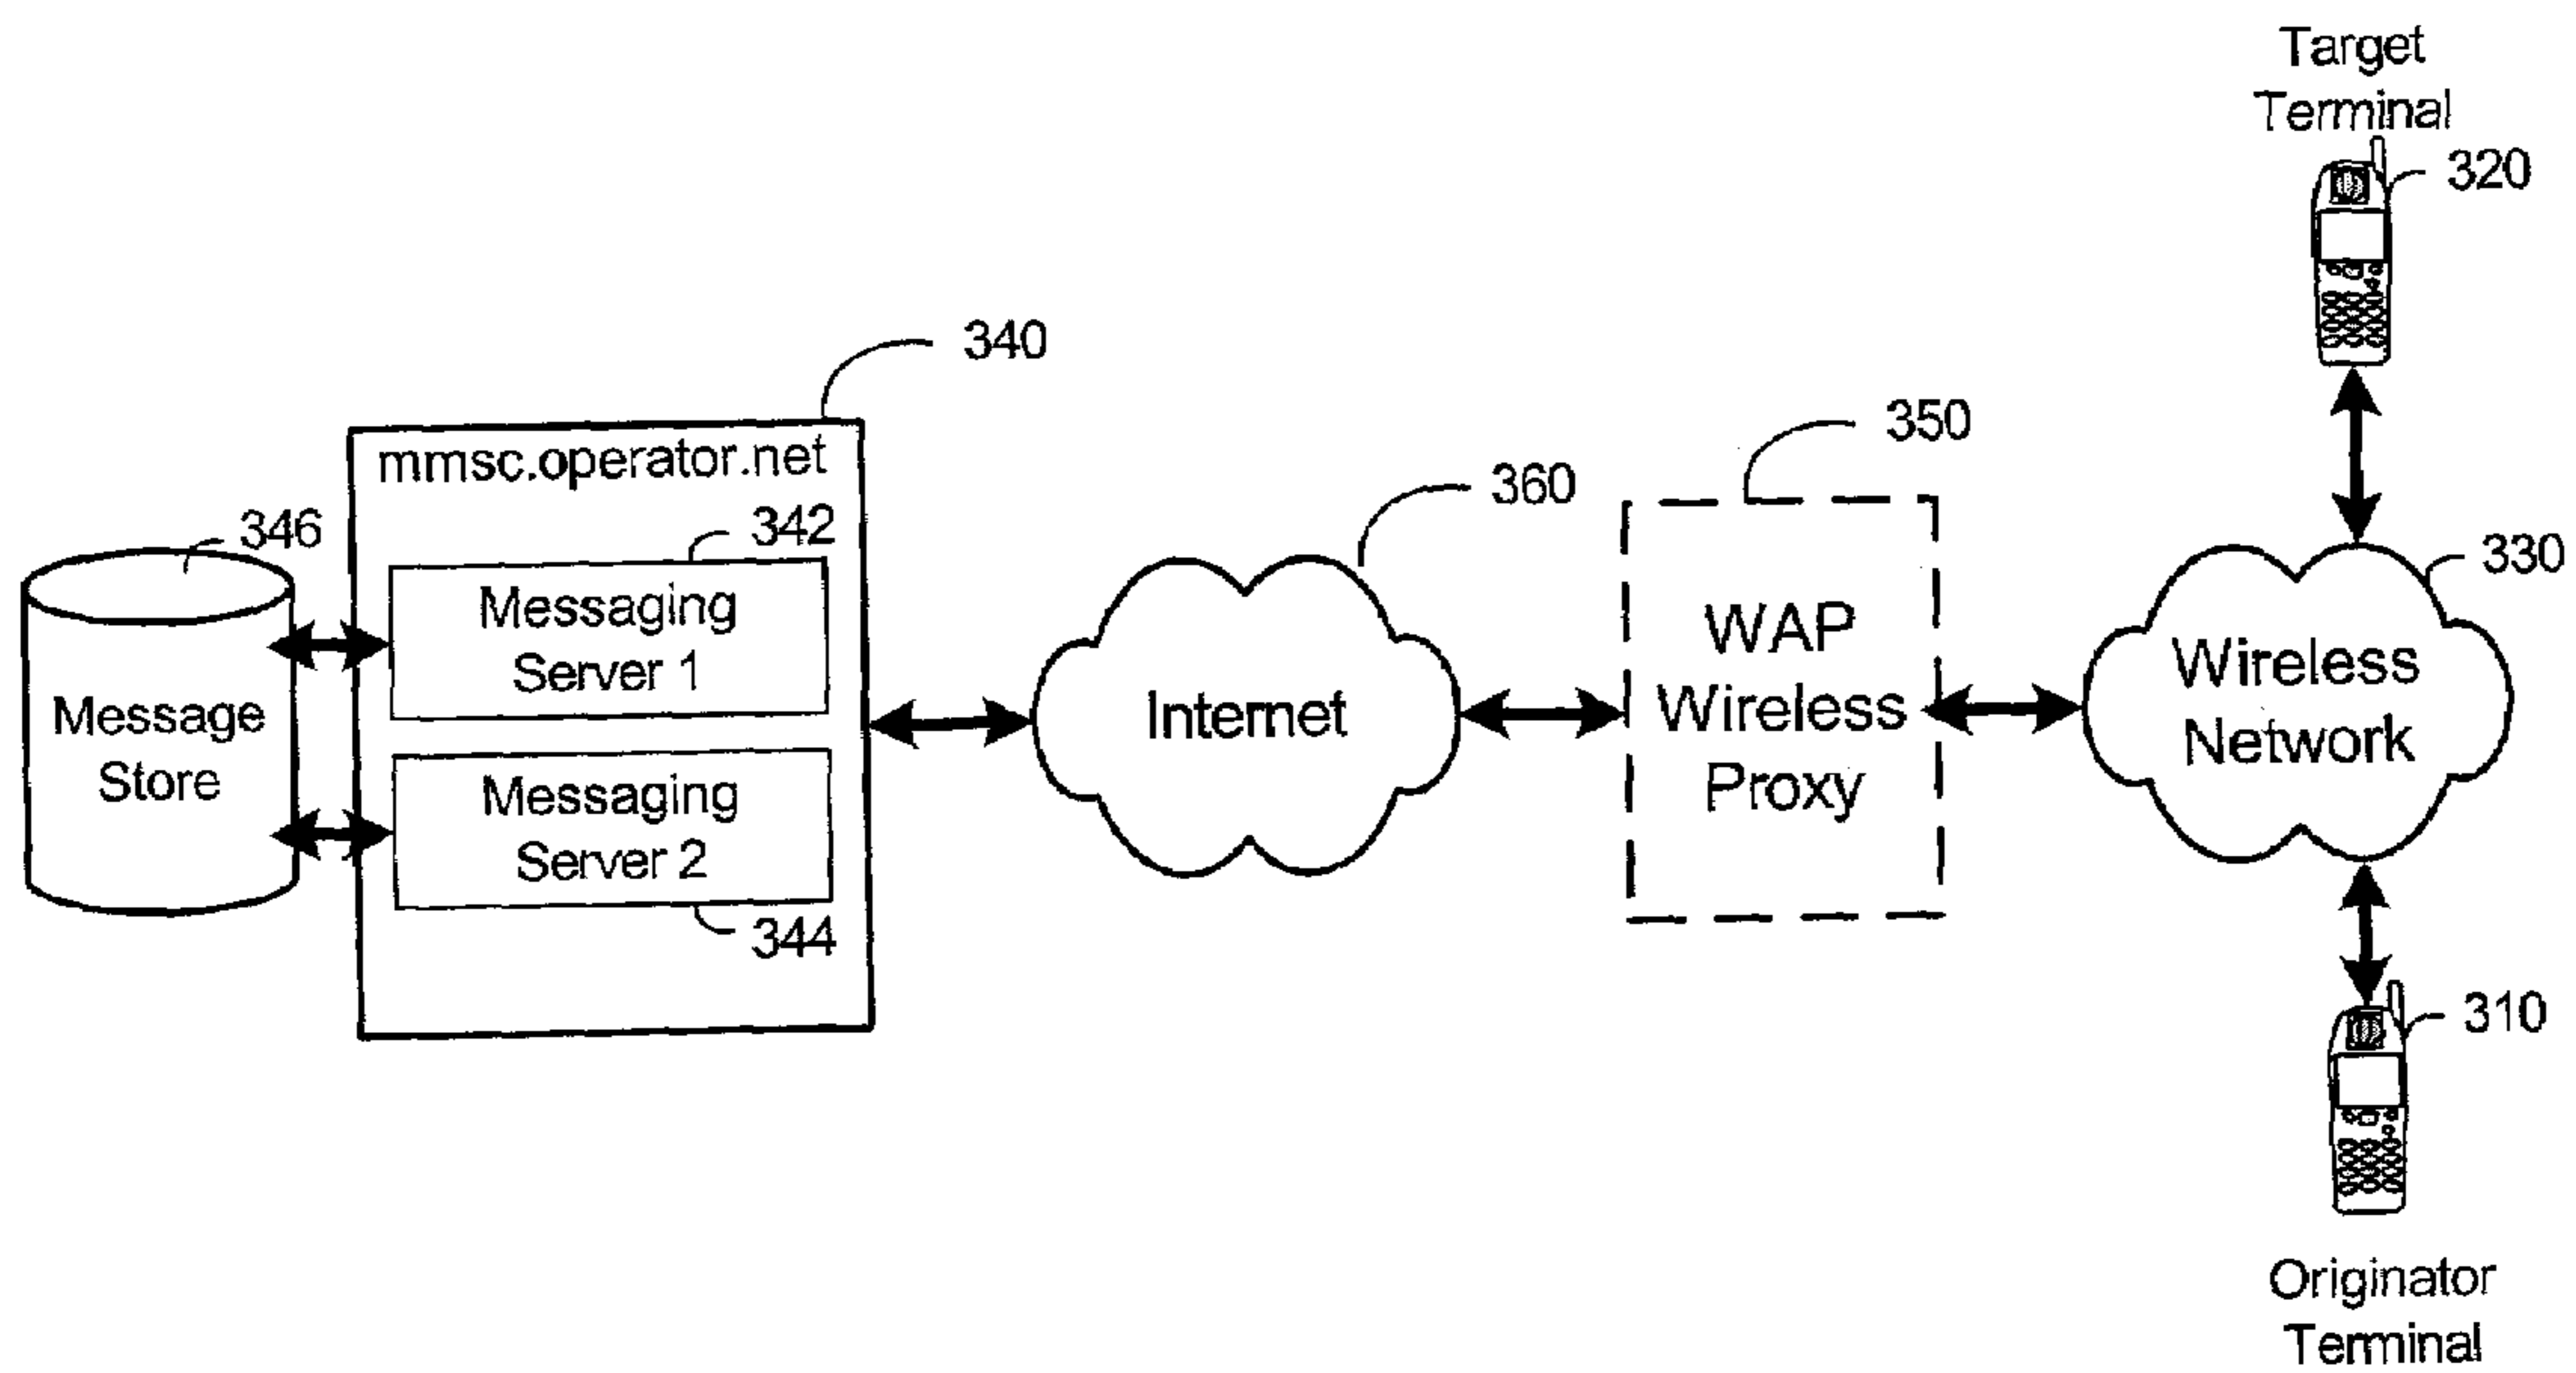 Target
Terminal
320
340
mmsc.operator.net
350
360
346
342
Messaging
Server 1
330
Message
Store
Internet
WAP
Wireless
Proxy
Wireless
Network
Messaging
Server 2
344
310
Originator
Terminal